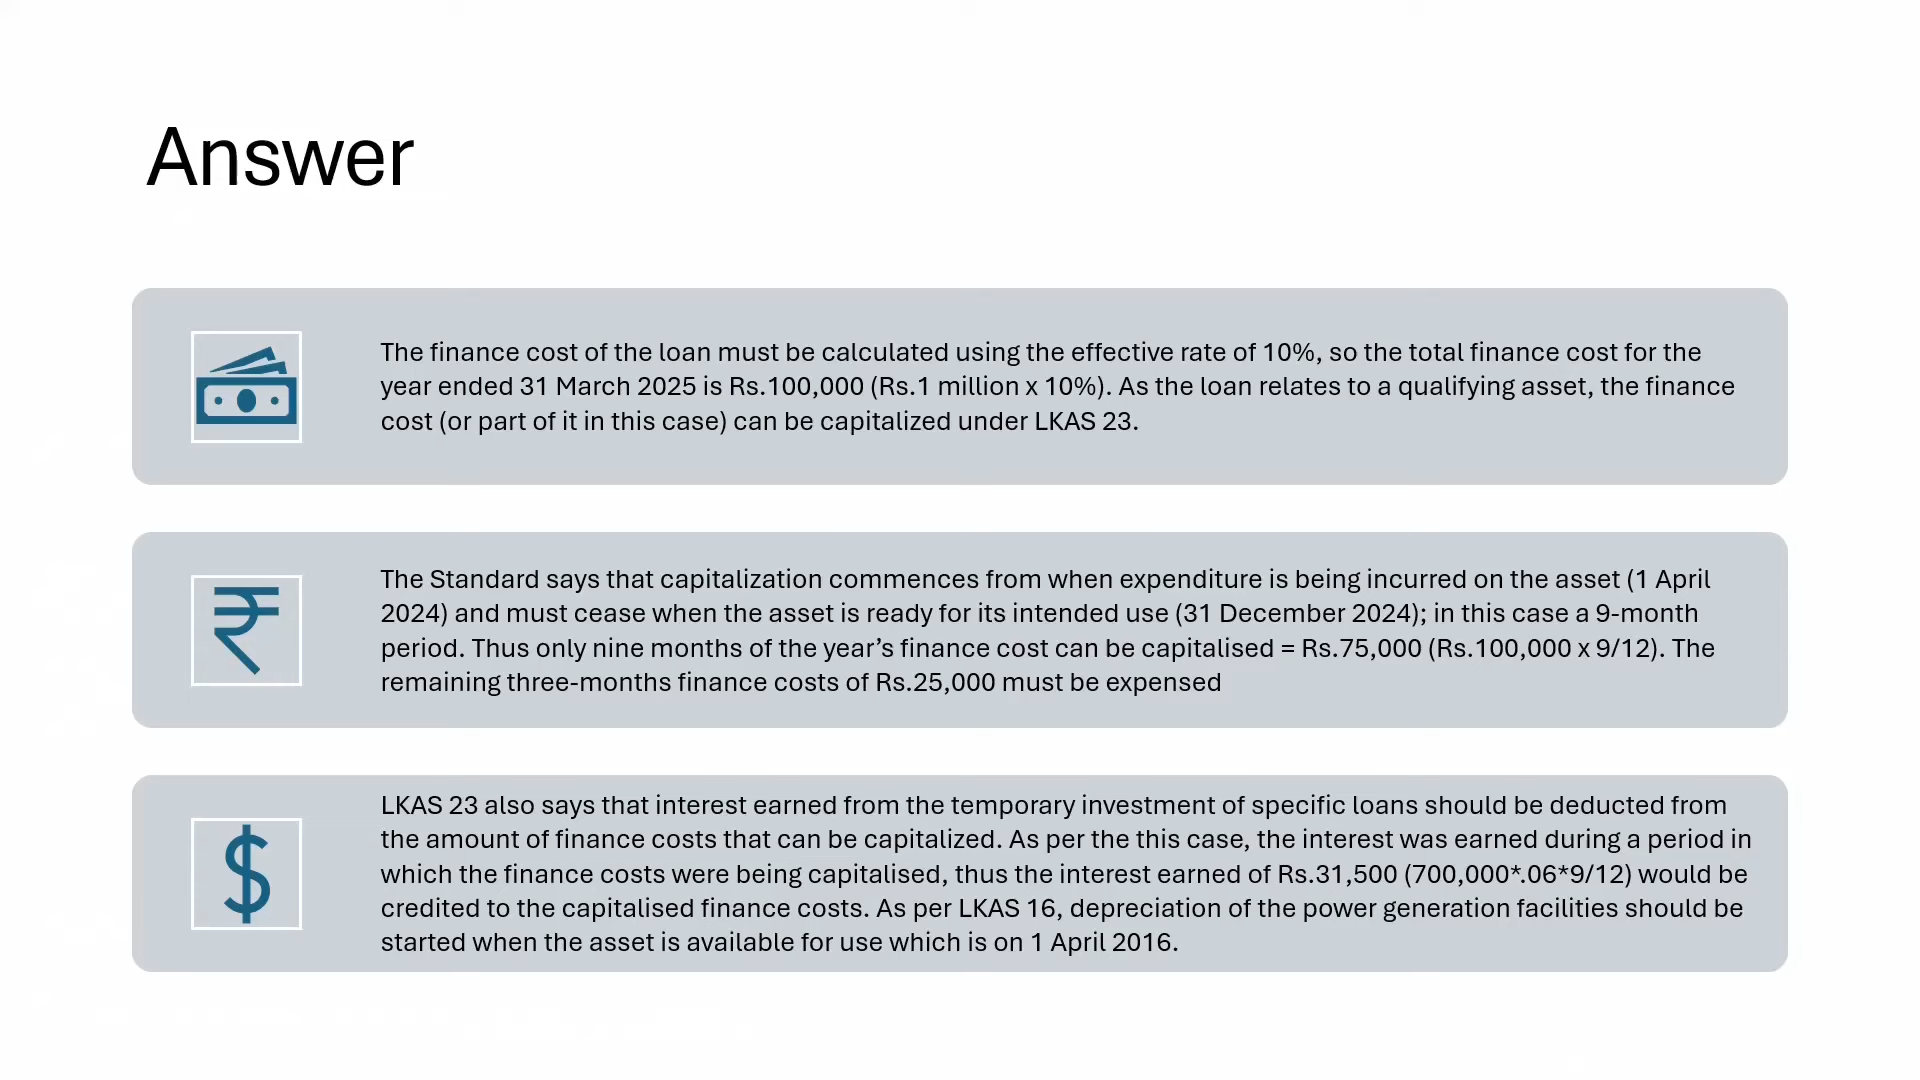 Answer
The finance cost of the loan must be calculated using the effective rate of 10%, so the total finance cost for the
year ended 31 March 2025 is Rs.100,000 (Rs.1 million x 10%). As the loan relates to a qualifying asset, the finance
cost (or part of it in this case) can be capitalized under LKAS 23.
The Standard says that capitalization commences from when expenditure is being incurred on the asset (1 April
2024) and must cease when the asset is ready for its intended use (31 December 2024); in this case a 9-month
period. Thus only nine months of the year’s finance cost can be capitalised = Rs.75,000 (Rs.100,000 x 9/12). The
remaining three-months finance costs of Rs.25,000 must be expensed
LKAS 23 also says that interest earned from the temporary investment of specific loans should be deducted from
the amount of finance costs that can be capitalized. As per the this case, the interest was earned during a period in
which the finance costs were being capitalised, thus the interest earned of Rs.31,500 (700,000*.06*9/12) would be
credited to the capitalised finance costs. As per LKAS 16, depreciation of the power generation facilities should be
started when the asset is available for use which is on 1 April 2016.